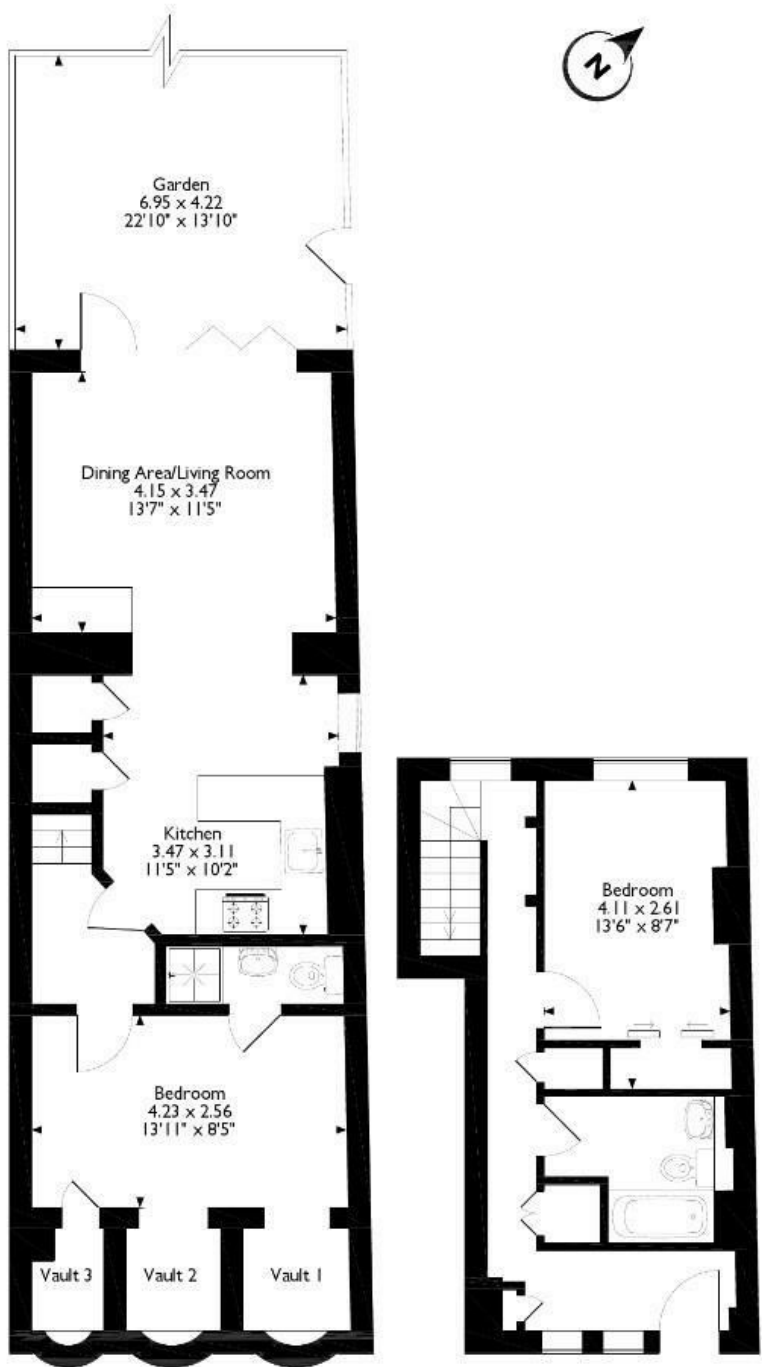 N
Garden
6.95 x 4.22
22'10" x 13'10"
Dining Area/Living Room
4.15 x 3.47
13'7" x 11'5"
Kitchen
3.47 x 3.11
11'5" x 10'2"
Bedroom
4.23 x 2.56
13'11" x 8'5"
Vault 3
Vault 2
Vault 1
Bedroom
4.11 x 2.61
13'6" x 8'7"